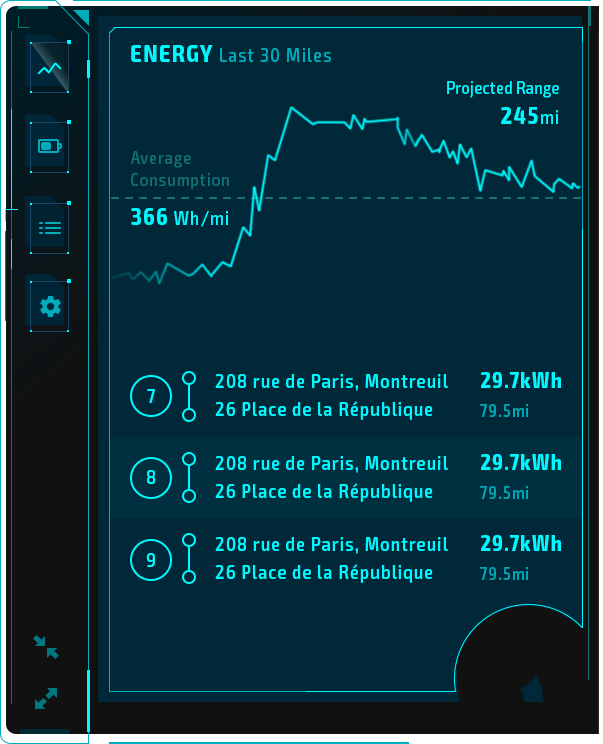 ENERGY Last 30 Miles
Projected Range
245mi
Average
Consumption
366 Wh/mi
7
208 rue de Paris, Montreuil
29.7kWh
26 Place de la République
79.5mi
8
208 rue de Paris, Montreuil
29.7kWh
26 Place de la République
79.5mi
9
208 rue de Paris, Montreuil
29.7kWh
26 Place de la République
79.5mi